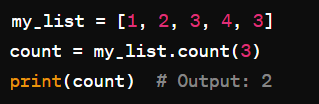 my_list = [1, 2, 3, 4, 3]
count = my_list.count(3)
print(count)  # Output: 2